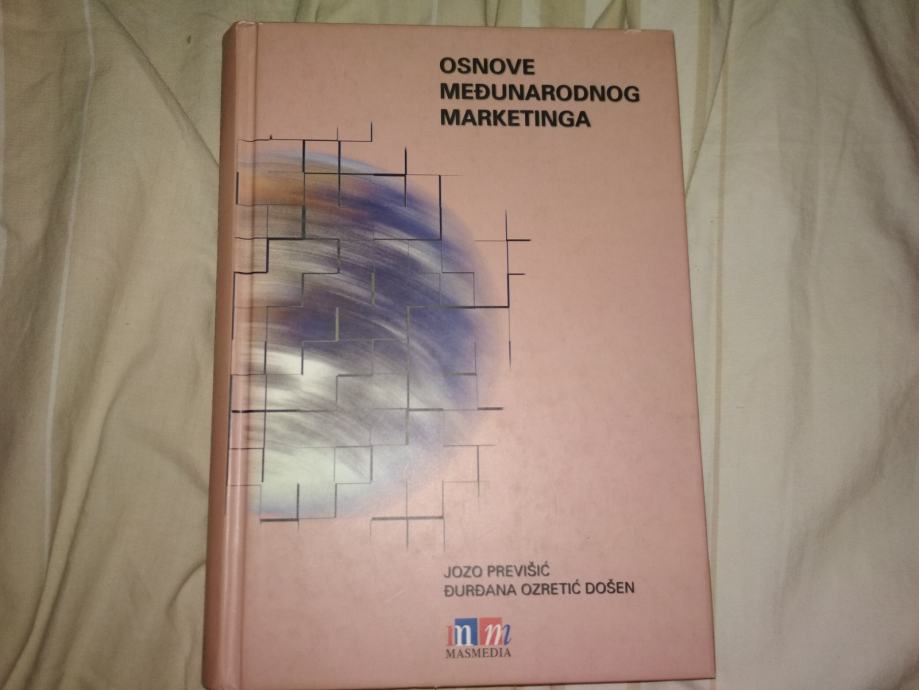 OSNOVE
MEĐUNARODNOG
MARKETINGA
JOZO PREVIŠIĆ
ĐURĐANA OZRETIĆ DOŠEN
mm
MASMEDIA